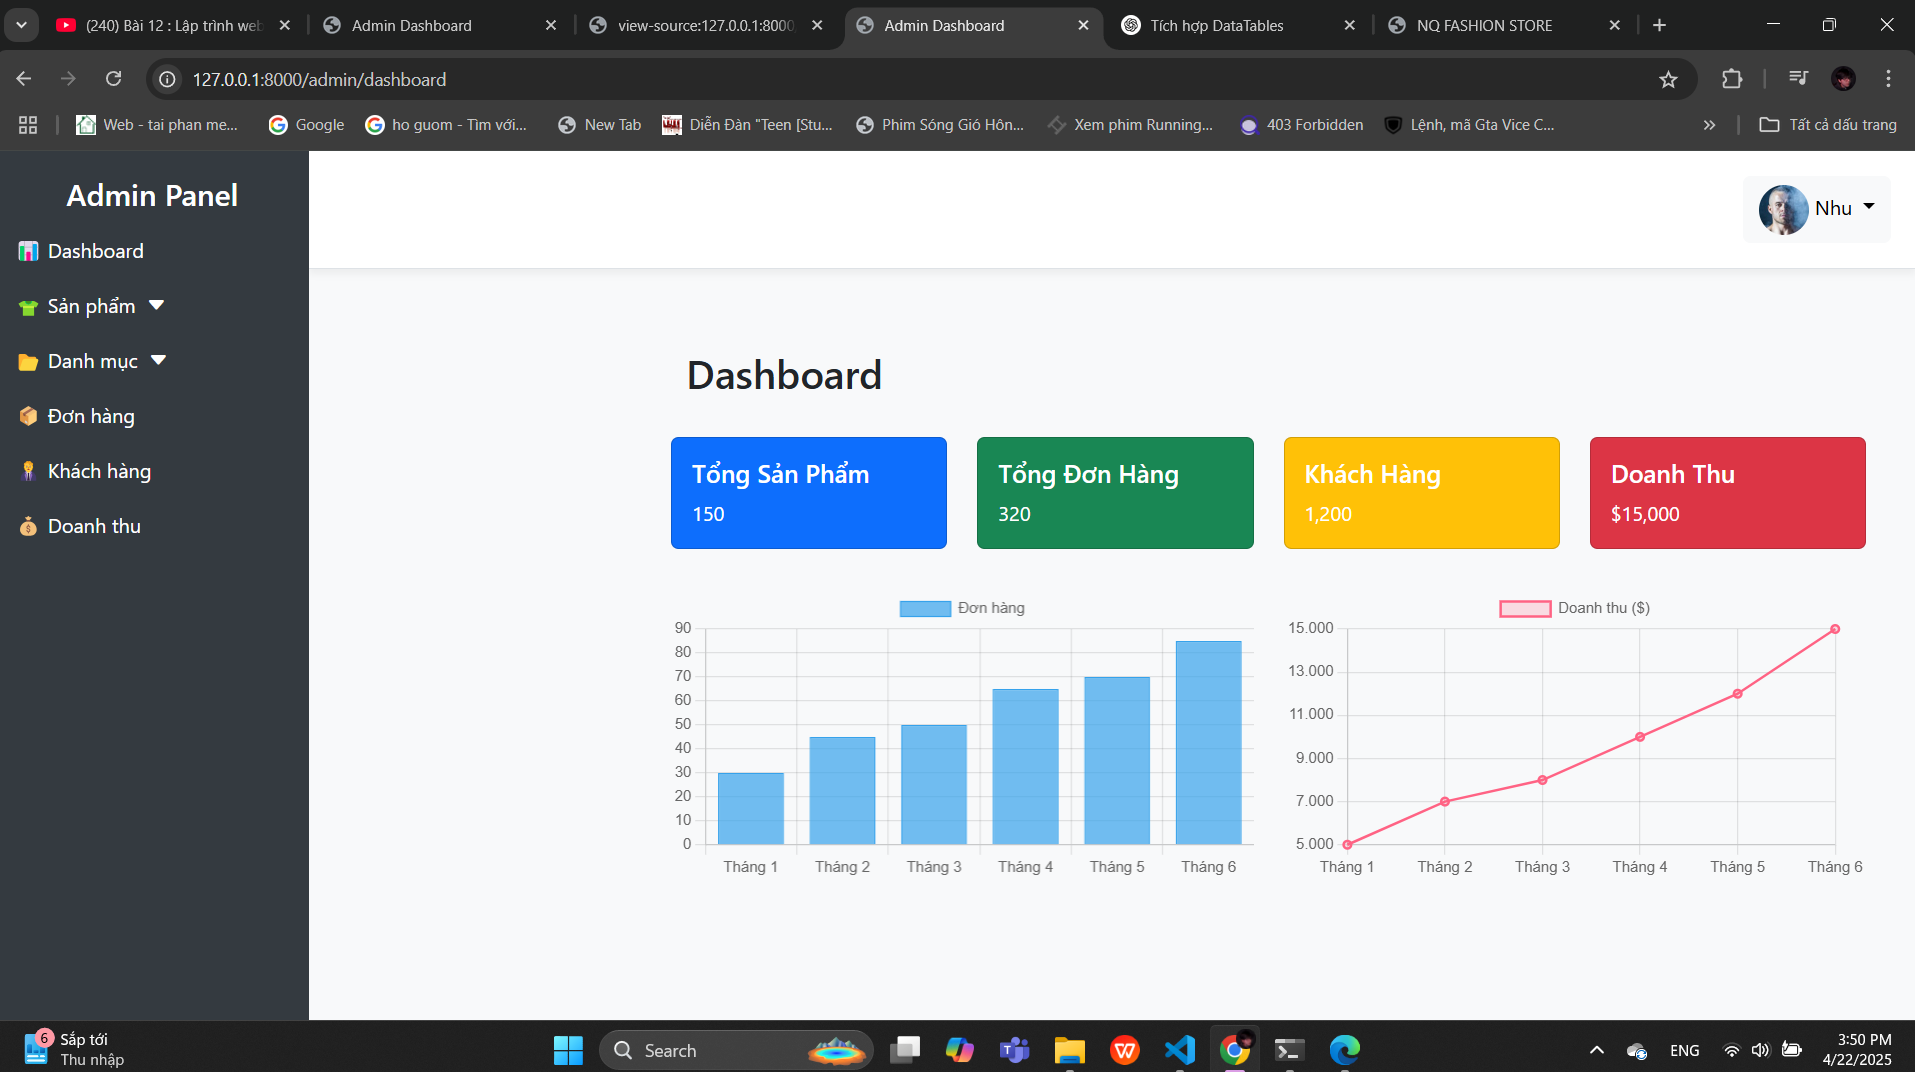 (240) Bài 12 : Lập trình web
Admin Dashboard
view-source:127.0.0.1:8000
Admin Dashboard
Tích hợp DataTables
NQ FASHION STORE
127.0.0.1:8000/admin/dashboard
Web - tai phan me...
Google
ho guom - Tìm với...
New Tab
Diễn Đàn "Teen [Stu...
Phim Sóng Gió Hôn...
Xem phim Running...
403 Forbidden
Lệnh, mã Gta Vice C...
Tất cả dấu trang
Admin Panel
Dashboard
Sản phẩm
Danh mục
Đơn hàng
Khách hàng
Doanh thu
Nhu
Dashboard
Tổng Sản Phẩm
150
Tổng Đơn Hàng
320
Khách Hàng
1,200
Doanh Thu
$15,000
Đơn hàng
90
80
70
60
50
40
30
20
10
0
Tháng 1
Tháng 2
Tháng 3
Tháng 4
Tháng 5
Tháng 6
Doanh thu ($)
15.000
13.000
11.000
9.000
7.000
5.000
Tháng 1
Tháng 2
Tháng 3
Tháng 4
Tháng 5
Tháng 6
6
Sắp tới
Thu nhập
Search
ENG
3:50 PM
4/22/2025